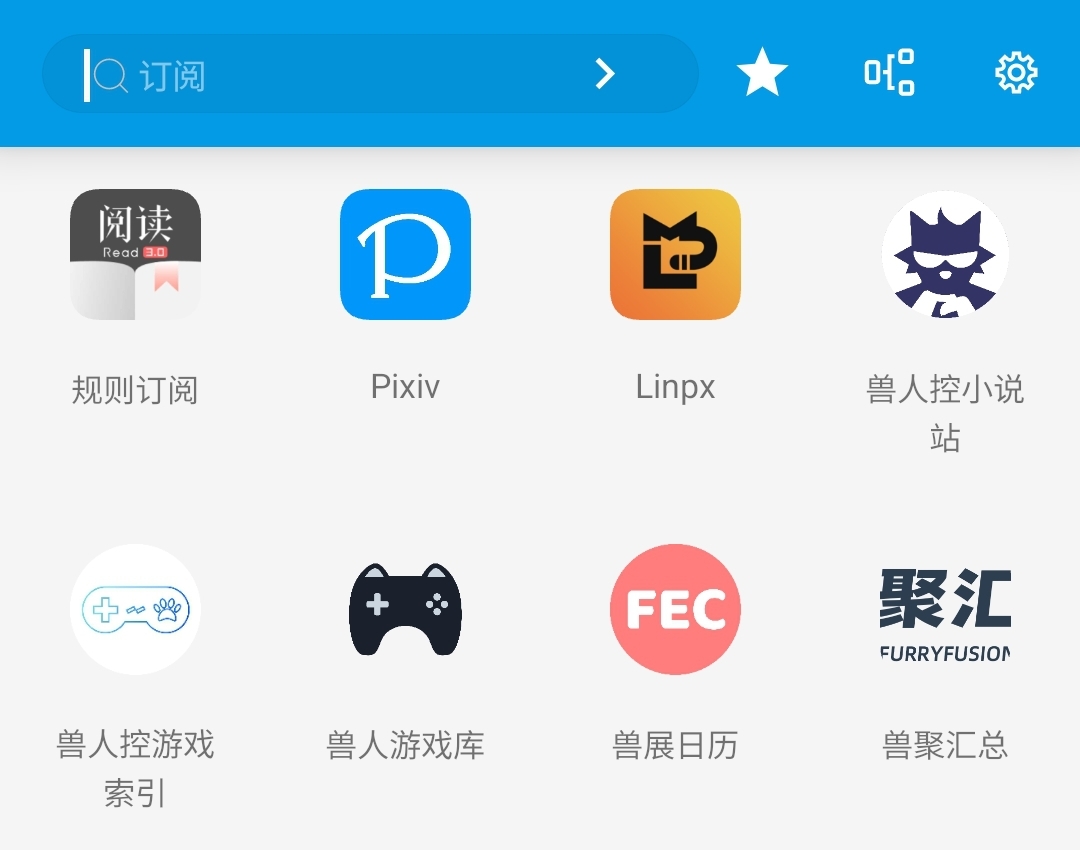 订阅
阅读
Read 3.0
规则订阅
Pixiv
Linpx
兽人控小说
站
FEC
聚汇
FURRYFUSION
兽人控游戏
索引
兽人游戏库
兽展日历
兽聚汇总